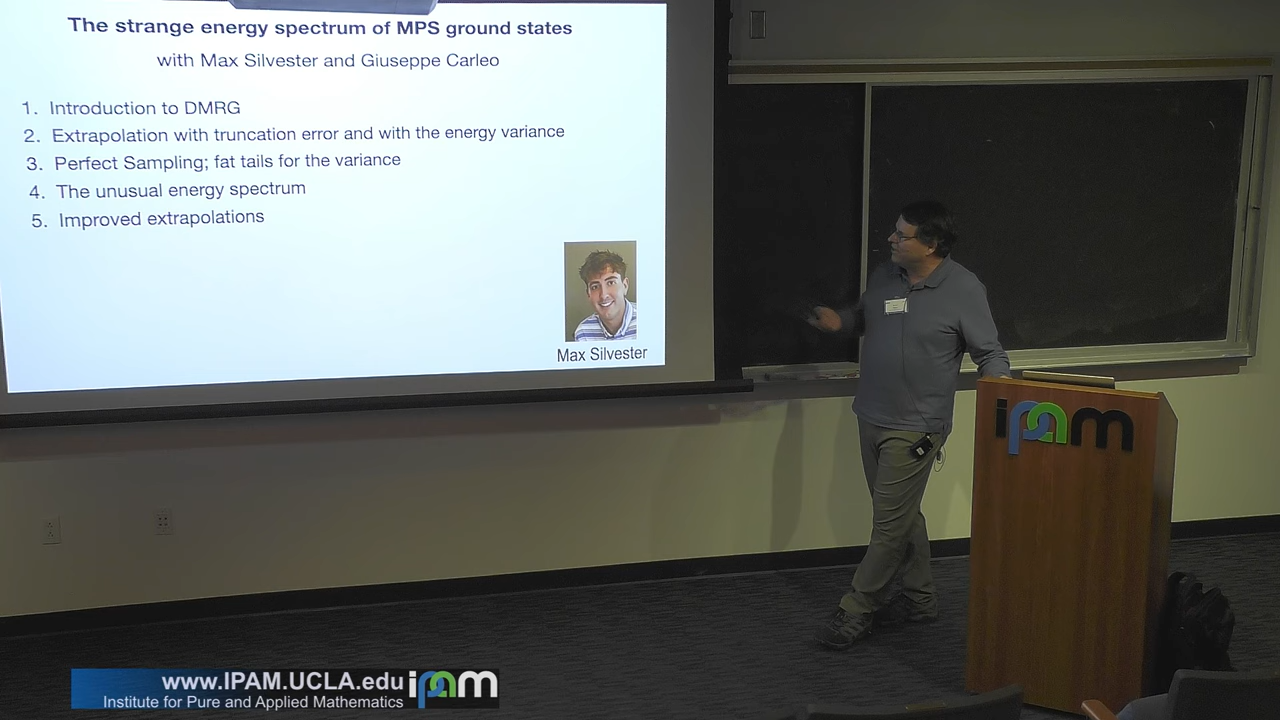 The strange energy spectrum of MPS ground states
with Max Silvester and Giuseppe Carleo
1. Introduction to DMRG
2. Extrapolation with truncation error and with the energy variance
3. Perfect Sampling; fat tails for the variance
4. The unusual energy spectrum
5. Improved extrapolations
Max Silvester
ipam
www.IPAM.UCLA.edu
Institute for Pure and Applied Mathematics
ipam